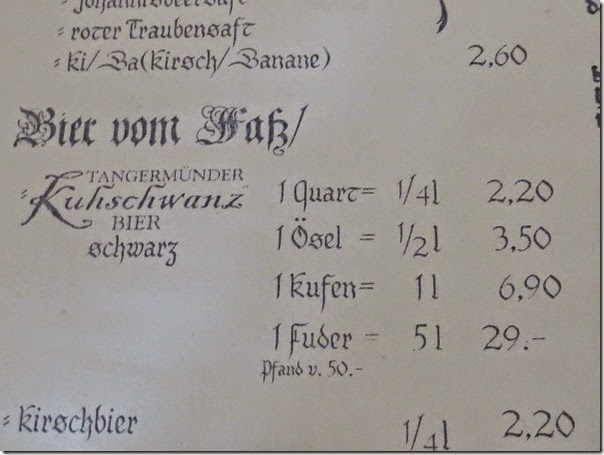 Johannisbeersaft
roter Traubensaft
Ki/Ba(Kirsch/Banane) 2,60
Bier vom Faß/
TANGERMÜNDER
Kuhschwanz
BIER
schwarz
1 Quart= 1/4l 2,20
1 Ösel = 1/2l 3,50
1 Kufen= 1l 6,90
1 Fuder = 5l 29.-
Pfand v. 50.-
Kirschbier 1/4l 2,20